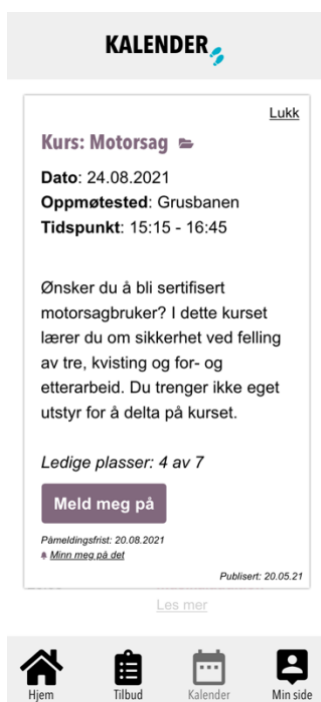 KALENDER
Lukk
Kurs: Motorsag
Dato: 24.08.2021
Oppmøtested: Grusbanen
Tidspunkt: 15:15 - 16:45
Ønsker du å bli sertifisert
motorsagbruker? I dette kurset
lærer du om sikkerhet ved felling
av tre, kvisting og for- og
etterarbeid. Du trenger ikke eget
utstyr for å delta på kurset.
Ledige plasser: 4 av 7
Meld meg på
Påmeldingsfrist: 20.08.2021
Minn meg på det
Publisert: 20.05.21
Les mer
Hjem Tilbud Kalender Min side